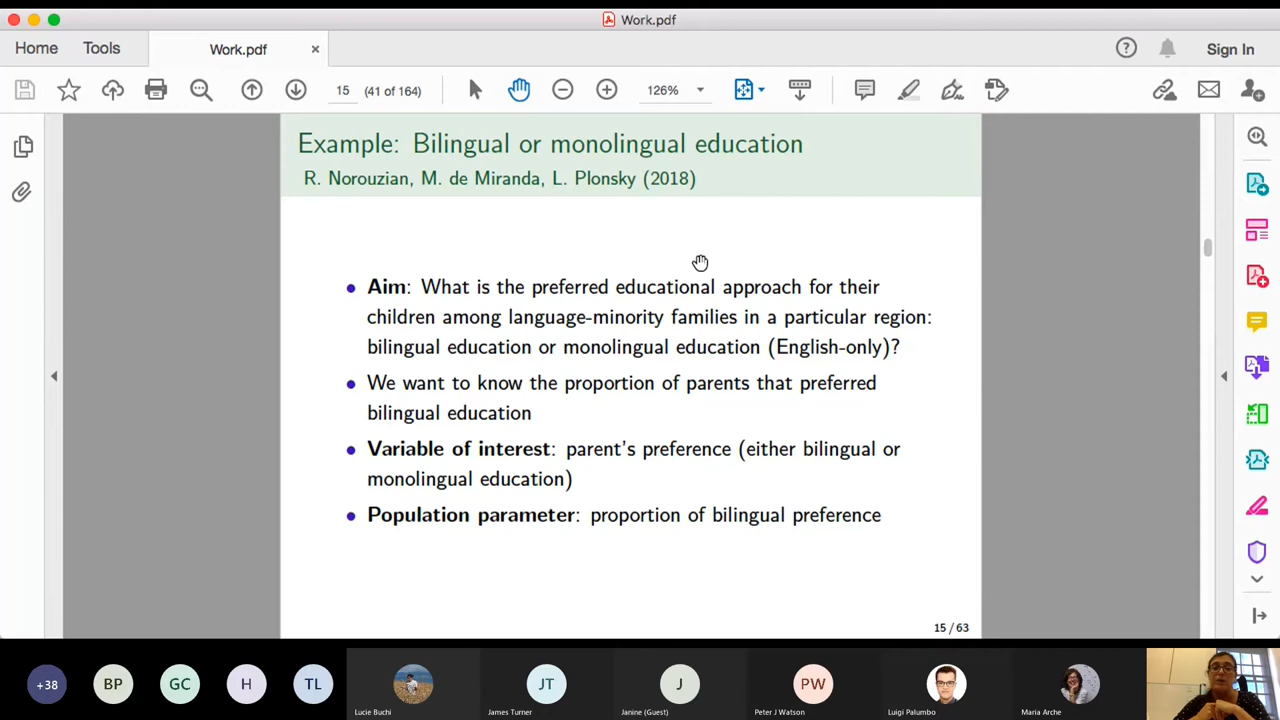 Work.pdf
Home
Tools
Work.pdf
×
Sign In
15
(41 of 164)
126%
Example: Bilingual or monolingual education
R. Norouzian, M. de Miranda, L. Plonsky (2018)
• Aim: What is the preferred educational approach for their
children among language-minority families in a particular region:
bilingual education or monolingual education (English-only)?
• We want to know the proportion of parents that preferred
bilingual education
• Variable of interest: parent's preference (either bilingual or
monolingual education)
• Population parameter: proportion of bilingual preference
15 / 63
+38
BP
GC
H
TL
Lucie Buchi
JT
James Turner
J
Janine (Guest)
PW
Peter J Watson
Luigi Palumbo
Maria Arche